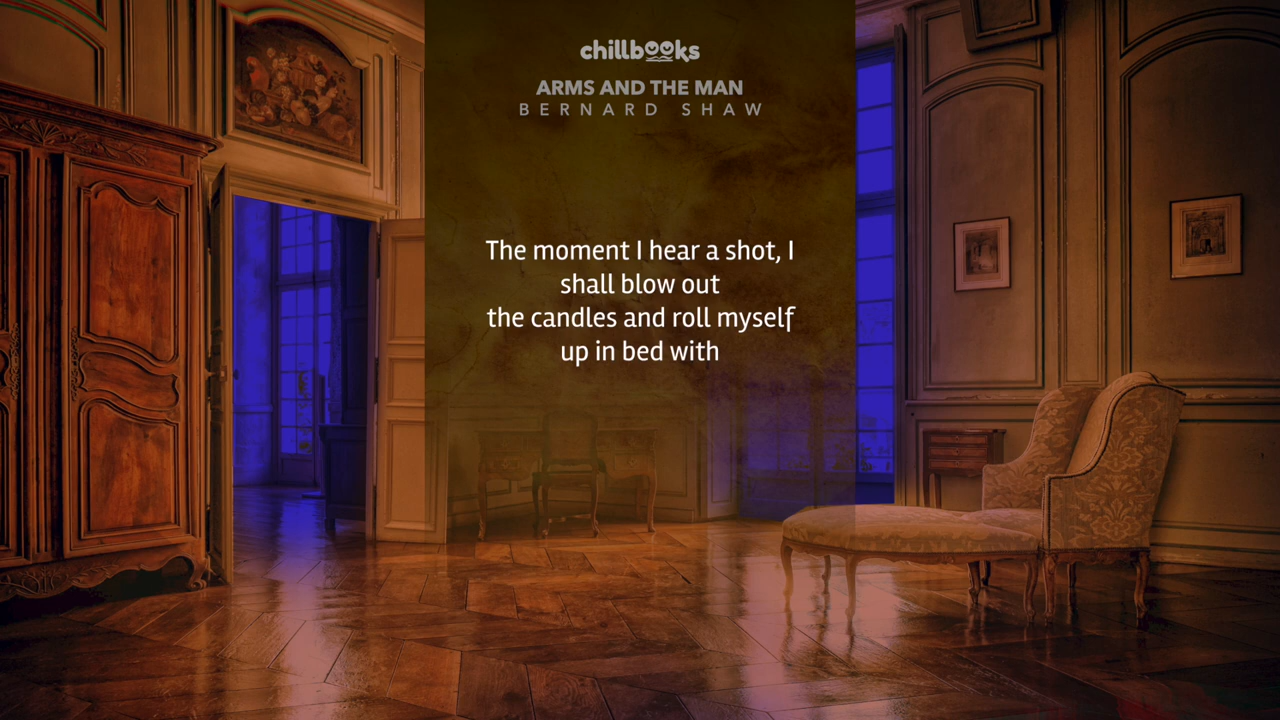 chillbooks
ARMS AND THE MAN
BERNARD SHAW
The moment I hear a shot, I
shall blow out
the candles and roll myself
up in bed with